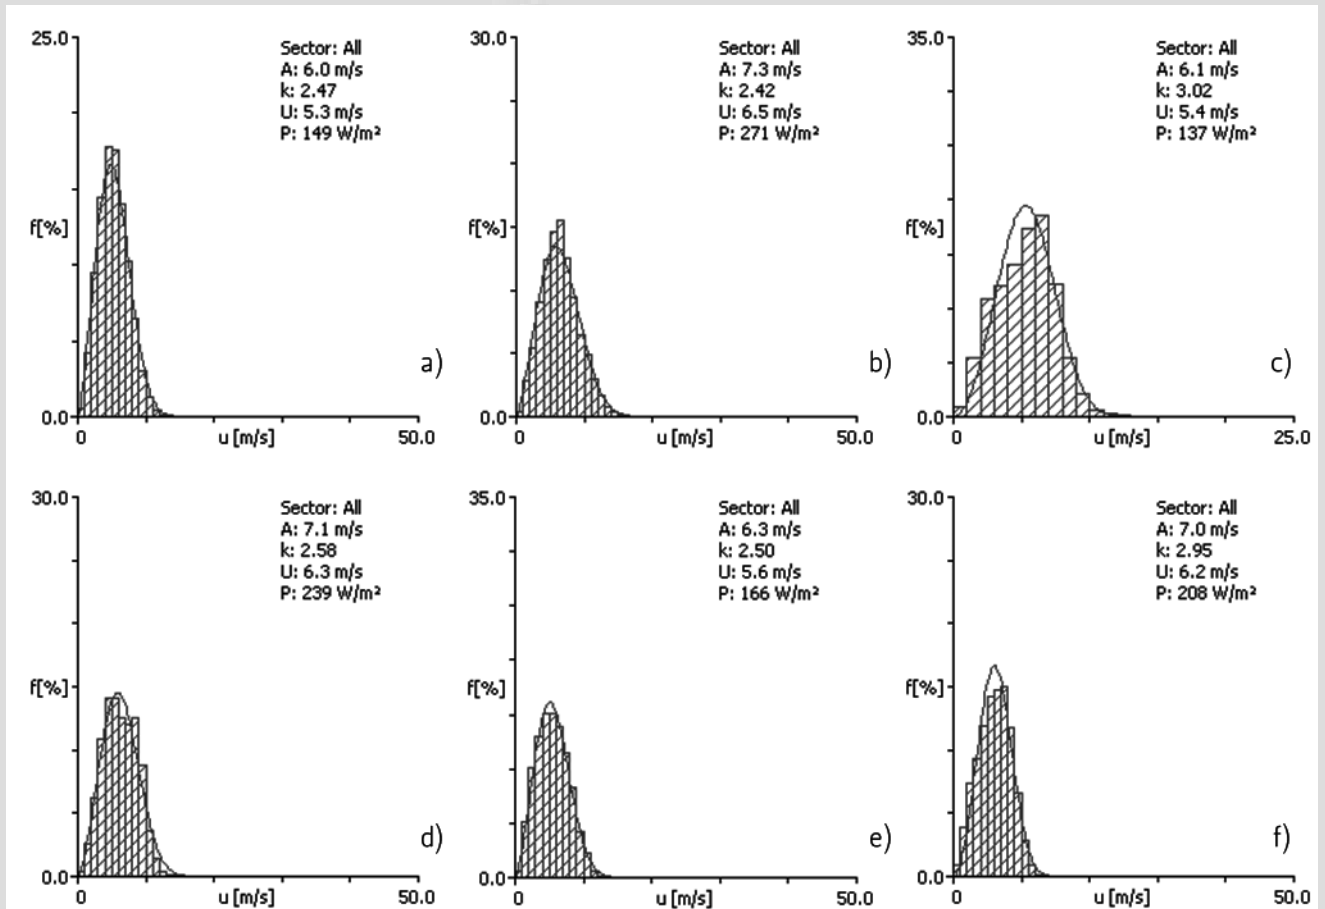 25.0
Sector: All
A: 6.0 m/s
k: 2.47
U: 5.3 m/s
P: 149 W/m²
f[%]
a)
0.0
0
u [m/s]
50.0
30.0
Sector: All
A: 7.3 m/s
k: 2.42
U: 6.5 m/s
P: 271 W/m²
f[%]
b)
0.0
0
u [m/s]
50.0
35.0
Sector: All
A: 6.1 m/s
k: 3.02
U: 5.4 m/s
P: 137 W/m²
f[%]
c)
0.0
0
u [m/s]
25.0
30.0
Sector: All
A: 7.1 m/s
k: 2.58
U: 6.3 m/s
P: 239 W/m²
f[%]
d)
0.0
0
u [m/s]
50.0
35.0
Sector: All
A: 6.3 m/s
k: 2.50
U: 5.6 m/s
P: 166 W/m²
f[%]
e)
0.0
0
u [m/s]
50.0
30.0
Sector: All
A: 7.0 m/s
k: 2.95
U: 6.2 m/s
P: 208 W/m²
f[%]
f)
0.0
0
u [m/s]
50.0